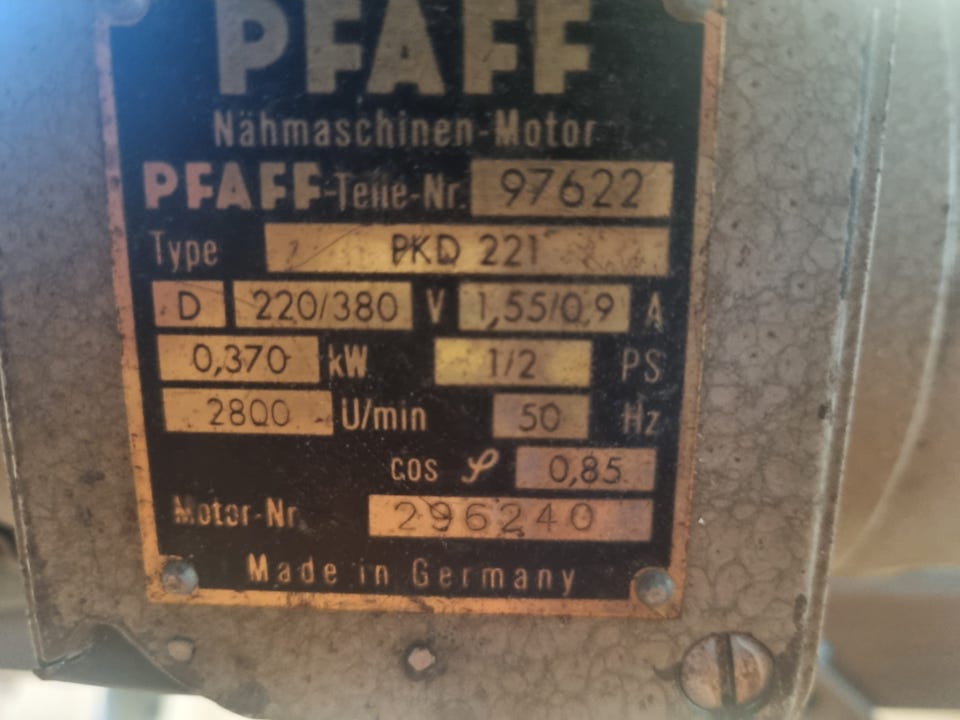 PFAFF
Nähmaschinen-Motor
PFAFF-Teile-Nr. 97622
Type PKD 221
D 220/380 V 1,55/0,9 A
0,370 kW 1/2 PS
2800 U/min 50 Hz
cos φ 0,85
Motor-Nr 296240
Made in Germany